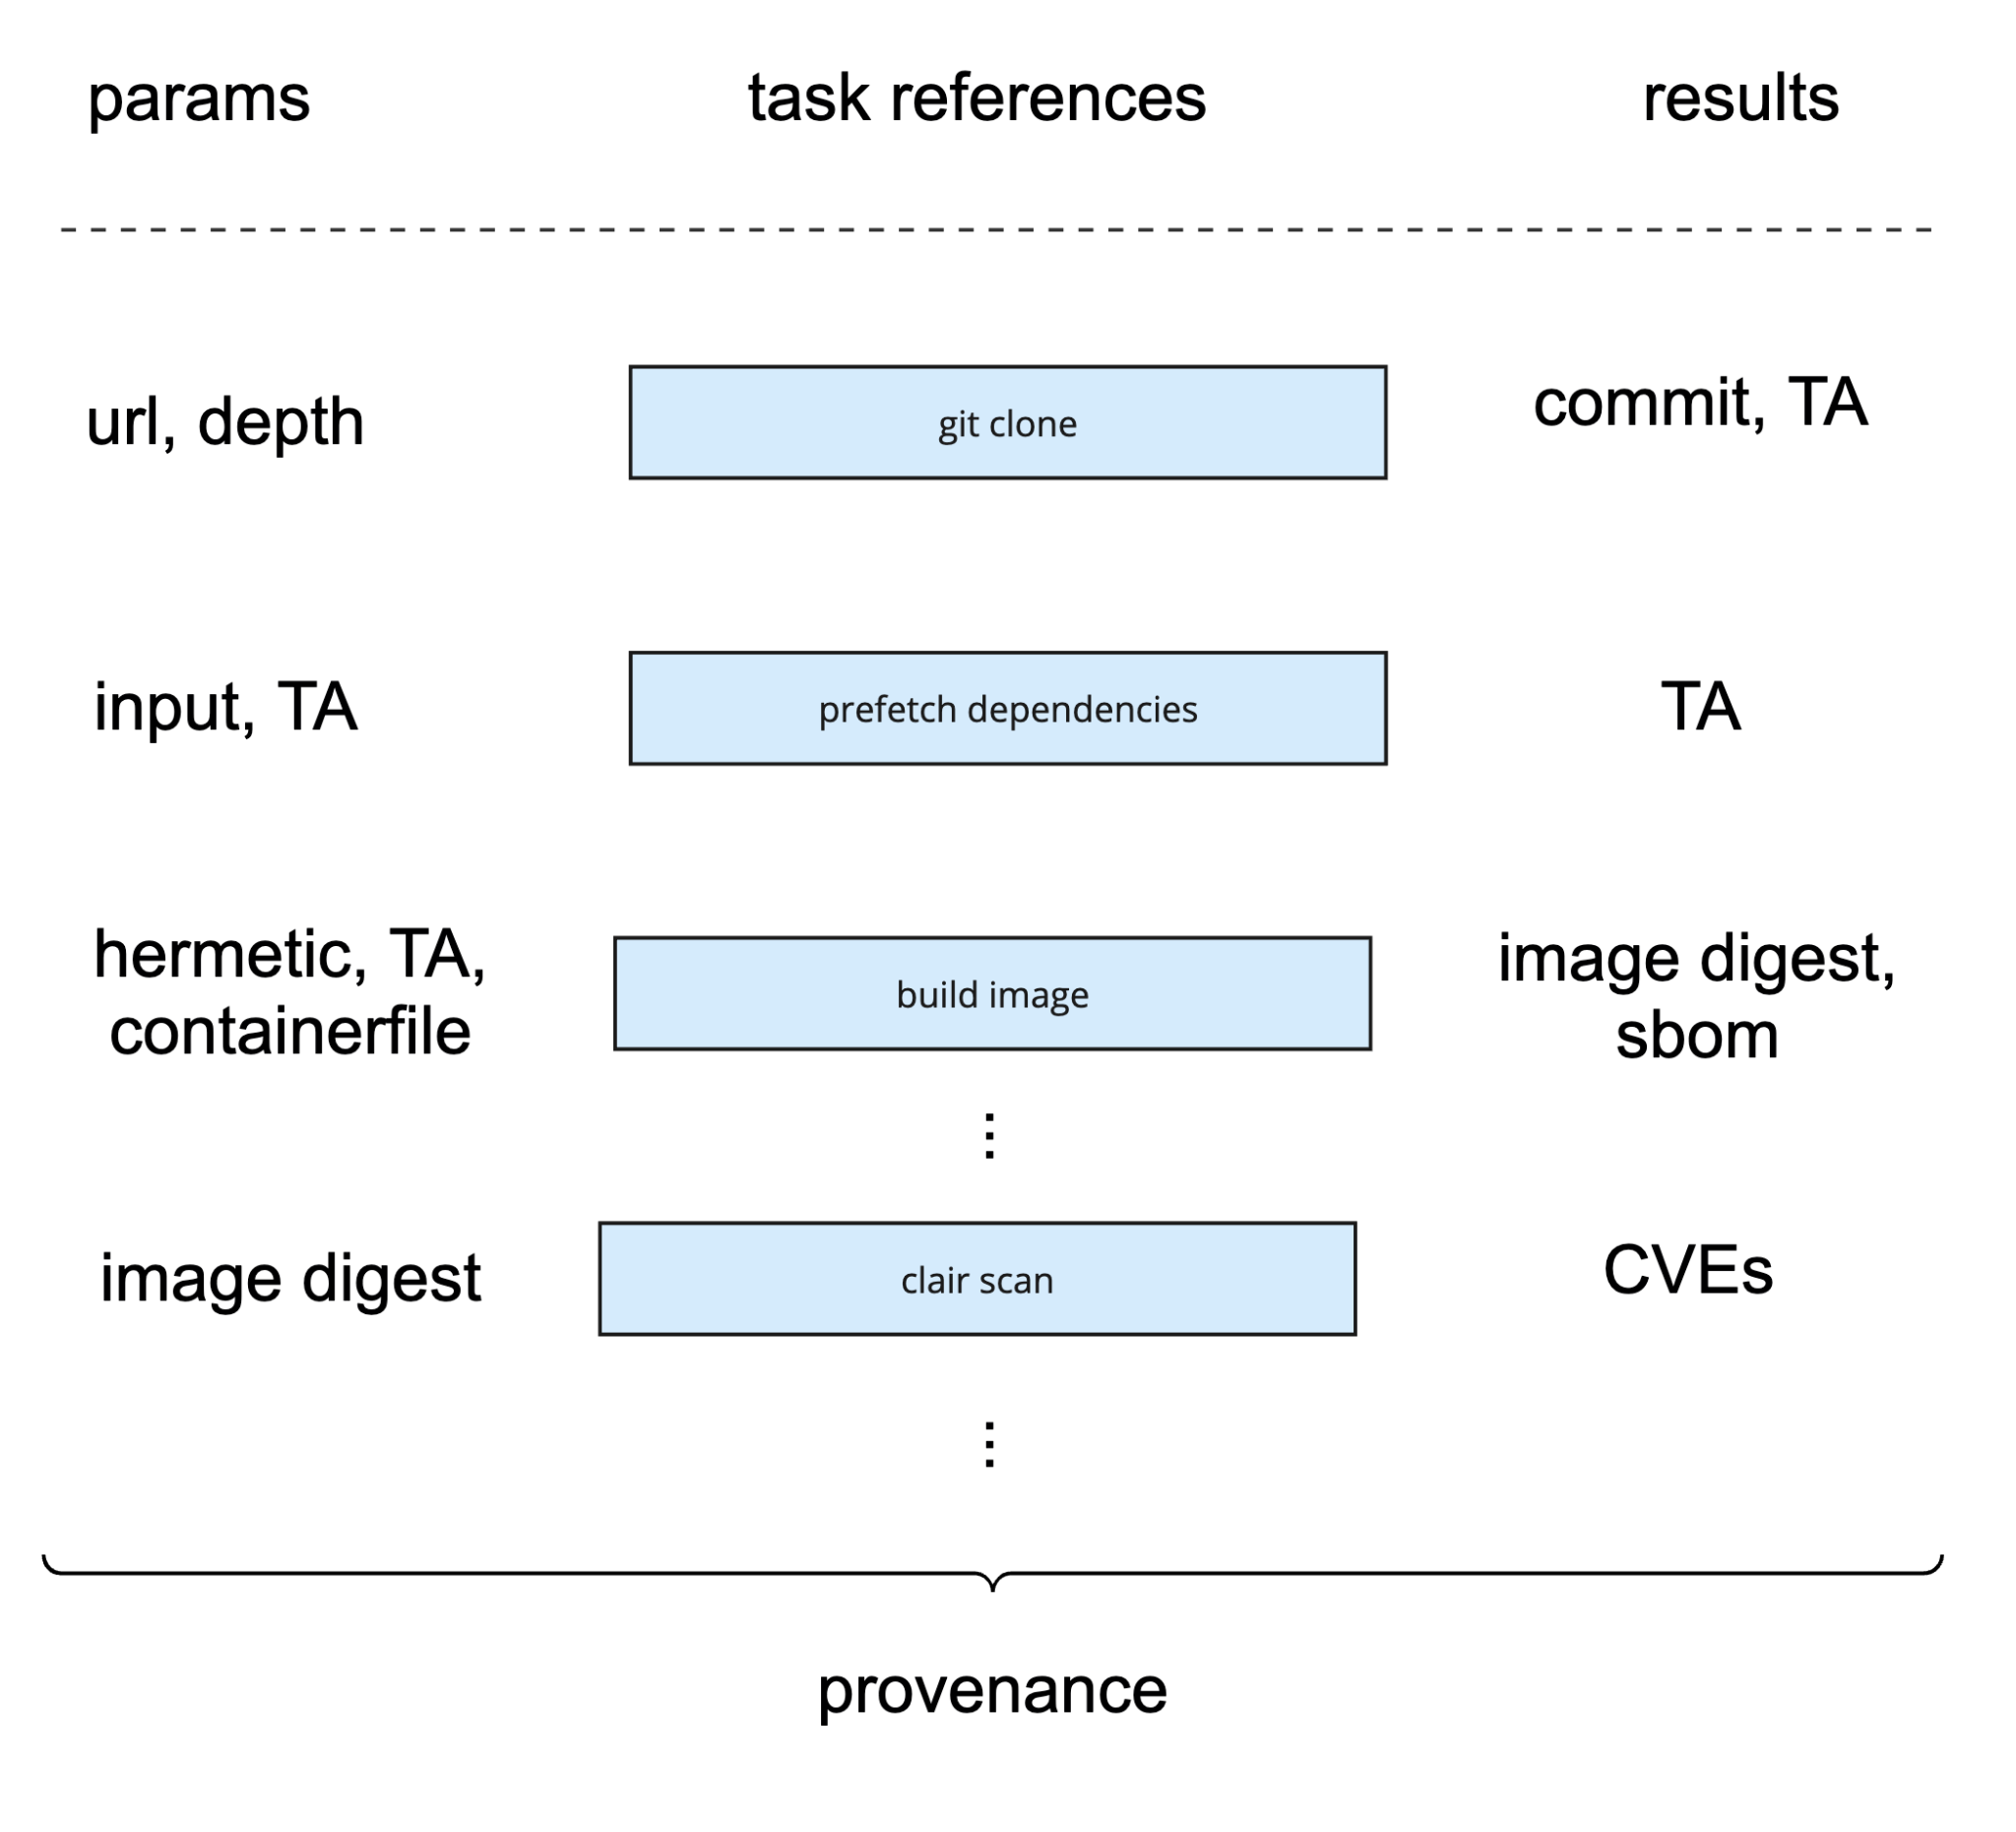 params
task references
results
url, depth
git clone
commit, TA
input, TA
prefetch dependencies
TA
hermetic, TA,
containerfile
build image
image digest,
sbom
image digest
clair scan
CVEs
provenance